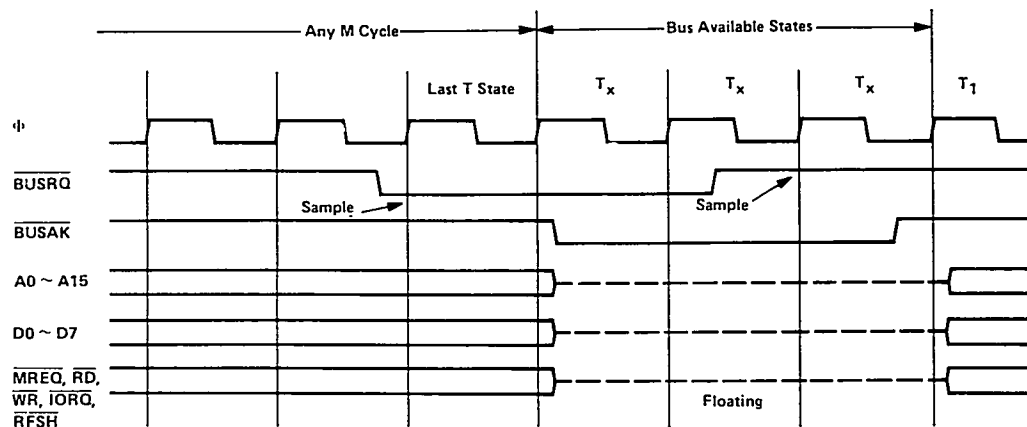 Any M Cycle
Bus Available States
Last T State
Tx
Tx
Tx
T1
Φ
BUSRQ
Sample
Sample
BUSAK
A0 ~ A15
D0 ~ D7
MREQ, RD,
WR, IORQ,
RFSH
Floating